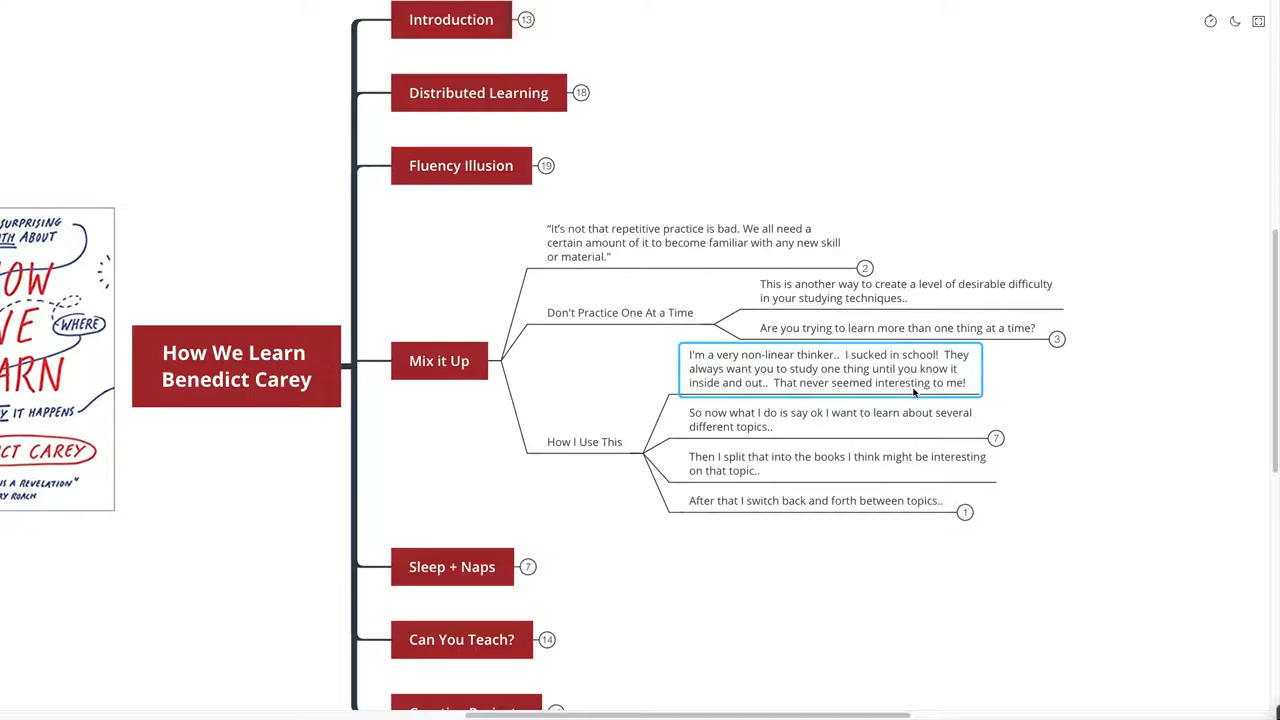 Introduction
13
Distributed Learning
18
Fluency Illusion
19
SURPRISING
ABOUT
WHERE
IT HAPPENS
CT CAREY
IS A REVELATION"
RY ROACH
How We Learn
Benedict Carey
Mix it Up
"It's not that repetitive practice is bad. We all need a
certain amount of it to become familiar with any new skill
or material."
2
Don't Practice One At a Time
This is another way to create a level of desirable difficulty
in your studying techniques..
Are you trying to learn more than one thing at a time?
3
How I Use This
I'm a very non-linear thinker..  I sucked in school!  They
always want you to study one thing until you know it
inside and out..  That never seemed interesting to me!
So now what I do is say ok I want to learn about several
different topics..
7
Then I split that into the books I think might be interesting
on that topic..
After that I switch back and forth between topics..
1
Sleep + Naps
7
Can You Teach?
14